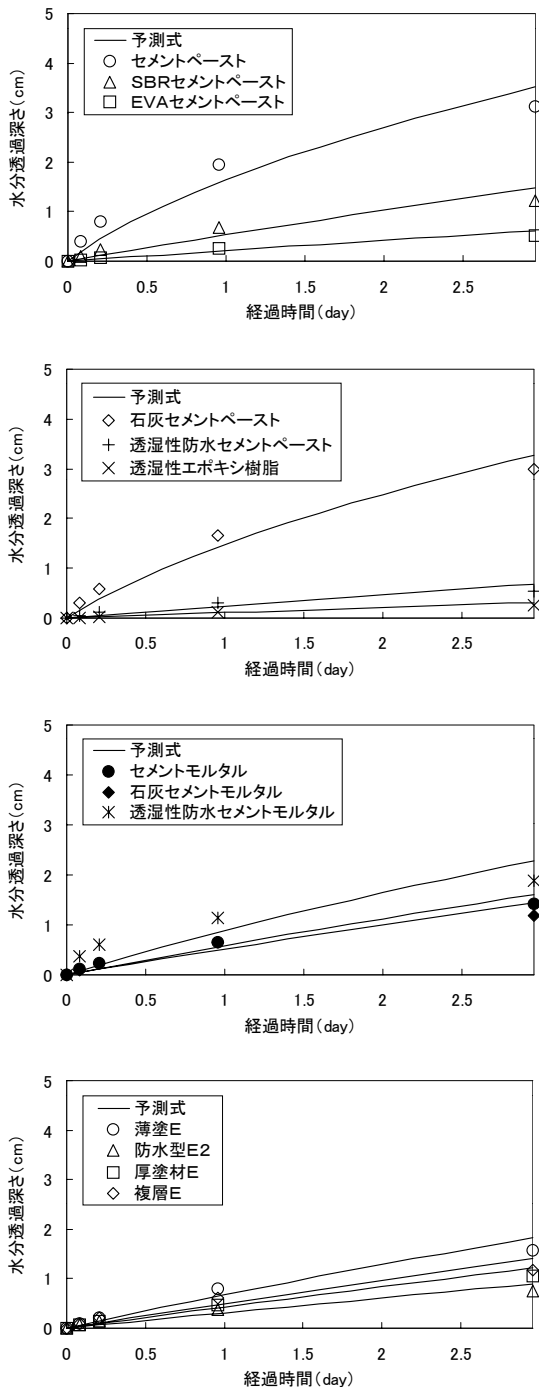 5
4
3
2
1
0
水分透過深さ(cm)
予測式
セメントペースト
SBRセメントペースト
EVAセメントペースト
0 0.5 1 1.5 2 2.5
経過時間(day)
5
4
3
2
1
0
水分透過深さ(cm)
予測式
石灰セメントペースト
透湿性防水セメントペースト
透湿性エポキシ樹脂
0 0.5 1 1.5 2 2.5
経過時間(day)
5
4
3
2
1
0
水分透過深さ(cm)
予測式
セメントモルタル
石灰セメントモルタル
透湿性防水セメントモルタル
0 0.5 1 1.5 2 2.5
経過時間(day)
5
4
3
2
1
0
水分透過深さ(cm)
予測式
薄塗E
防水型E2
厚塗材E
複層E
0 0.5 1 1.5 2 2.5
経過時間(day)